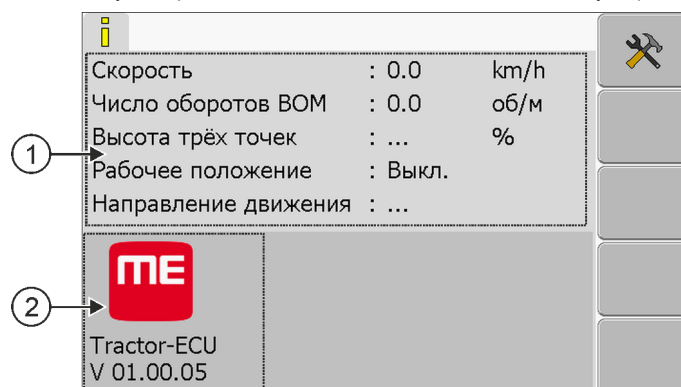 Скорость : 0.0 km/h
Число оборотов ВОМ : 0.0 об/м
Высота трёх точек : ... %
1
Рабочее положение : Выкл.
Направление движения : ...
ME
2
Tractor-ECU
V 01.00.05